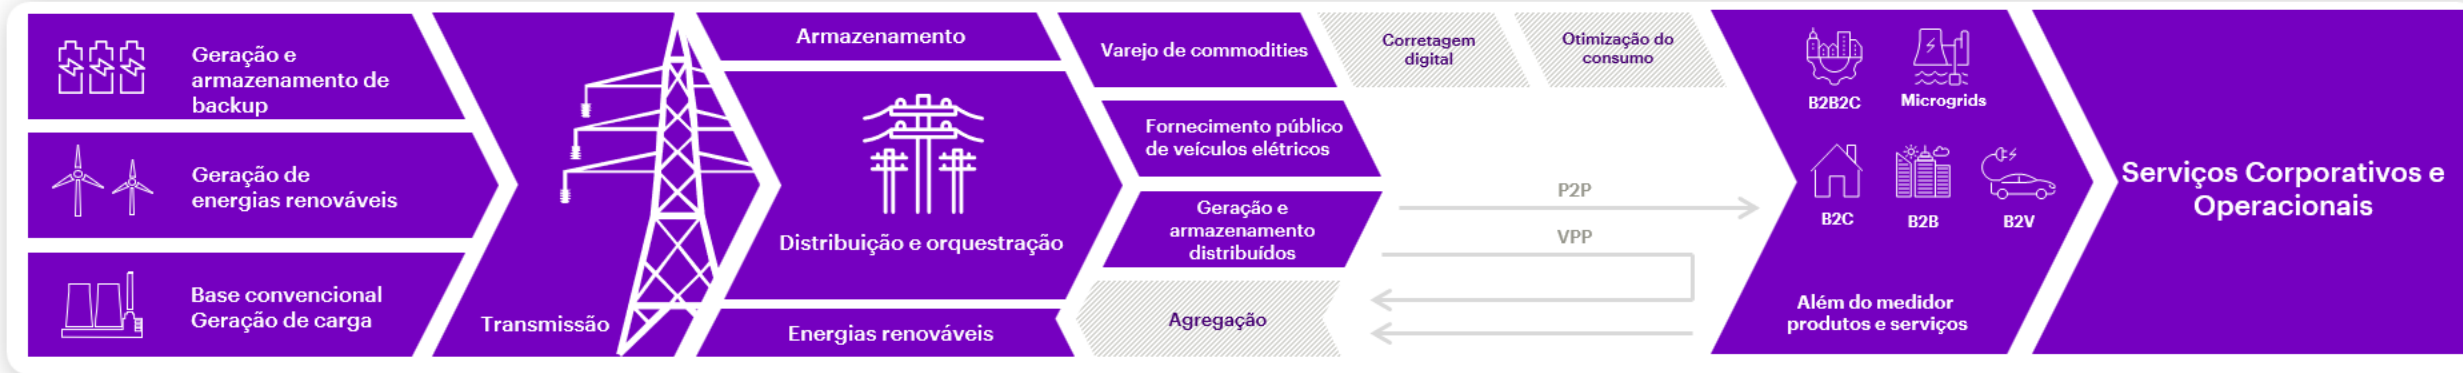 Geração e
armazenamento de
backup
Geração de
energias renováveis
Base convencional
Geração de carga
Transmissão
Armazenamento
Distribuição e orquestração
Energias renováveis
Varejo de commodities
Fornecimento público
de veículos elétricos
Geração e
armazenamento
distribuídos
Agregação
Corretagem
digital
Otimização do
consumo
P2P
VPP
B2B2C
Microgrids
B2C
B2B
B2V
Além do medidor
produtos e serviços
Serviços Corporativos e
Operacionais